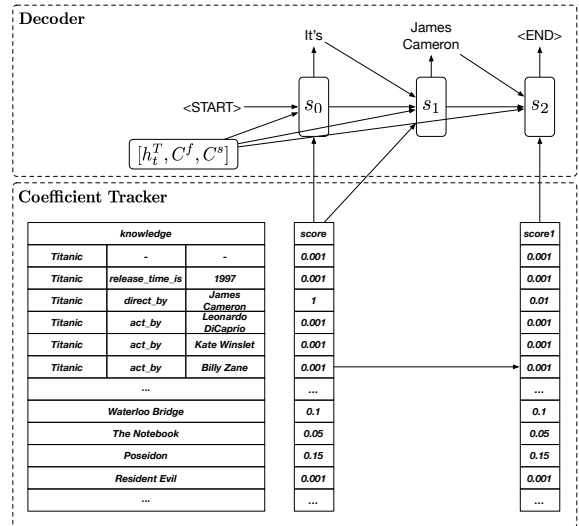 Decoder
It's
James
Cameron
<END>
<START>
s₀
s₁
s₂
[hₜᵀ, Cᶠ, Cˢ]
Coefficient Tracker
knowledge score score1
Titanic - - 0.001 0.001
Titanic release_time_is 1997 0.001 0.001
Titanic direct_by James Cameron 1 0.01
Titanic act_by Leonardo DiCaprio 0.001 0.001
Titanic act_by Kate Winslet 0.001 0.001
Titanic act_by Billy Zane 0.001 0.001
... ... ...
Waterloo Bridge 0.1 0.1
The Notebook 0.05 0.05
Poseidon 0.15 0.15
Resident Evil 0.001 0.001
... ... ...